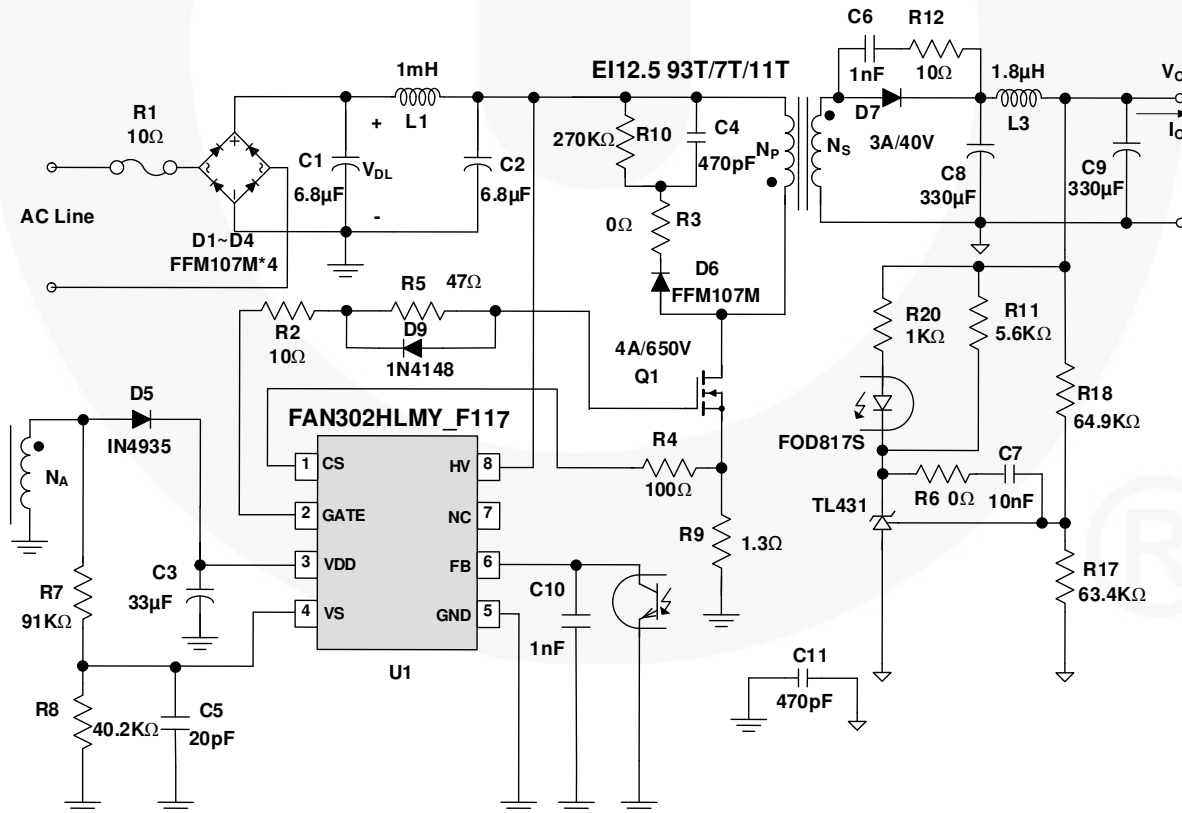 C6
R12
1nF
10Ω
EI12.5 93T/7T/11T
1mH
L1
1.8µH
L3
V
I
R1
10Ω
+
C1
6.8µF
V_DL
-
C2
6.8µF
270KΩ
R10
C4
470pF
N_P
N_S
D7
3A/40V
C8
330µF
C9
330µF
AC Line
D1~D4
FFM107M*4
0Ω
R3
D6
FFM107M
R5
47Ω
R2
10Ω
D9
1N4148
4A/650V
Q1
R20
1KΩ
R11
5.6KΩ
R18
64.9KΩ
FOD817S
D5
IN4935
FAN302HLMY_F117
N_A
1
CS
HV
8
2
GATE
NC
7
3
VDD
FB
6
4
VS
GND
5
U1
R4
100Ω
R9
1.3Ω
R6
0Ω
C7
10nF
TL431
R17
63.4KΩ
C3
33µF
R7
91KΩ
C10
1nF
R8
40.2KΩ
C5
20pF
C11
470pF
R